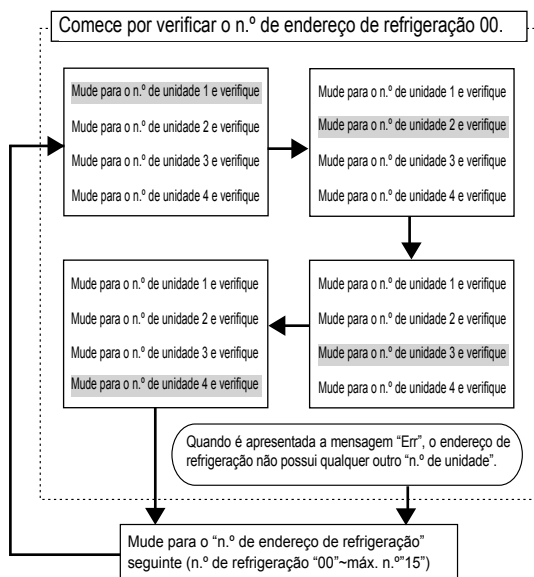 Comece por verificar o n.º de endereço de refrigeração 00.
Mude para o n.º de unidade 1 e verifique
Mude para o n.º de unidade 2 e verifique
Mude para o n.º de unidade 3 e verifique
Mude para o n.º de unidade 4 e verifique
Mude para o n.º de unidade 1 e verifique
Mude para o n.º de unidade 2 e verifique
Mude para o n.º de unidade 3 e verifique
Mude para o n.º de unidade 4 e verifique
Mude para o n.º de unidade 1 e verifique
Mude para o n.º de unidade 2 e verifique
Mude para o n.º de unidade 3 e verifique
Mude para o n.º de unidade 4 e verifique
Mude para o n.º de unidade 1 e verifique
Mude para o n.º de unidade 2 e verifique
Mude para o n.º de unidade 3 e verifique
Mude para o n.º de unidade 4 e verifique
Quando é apresentada a mensagem “Err”, o endereço de
refrigeração não possui qualquer outro “n.º de unidade”.
Mude para o “n.º de endereço de refrigeração”
seguinte (n.º de refrigeração “00”~máx. n.º”15”)